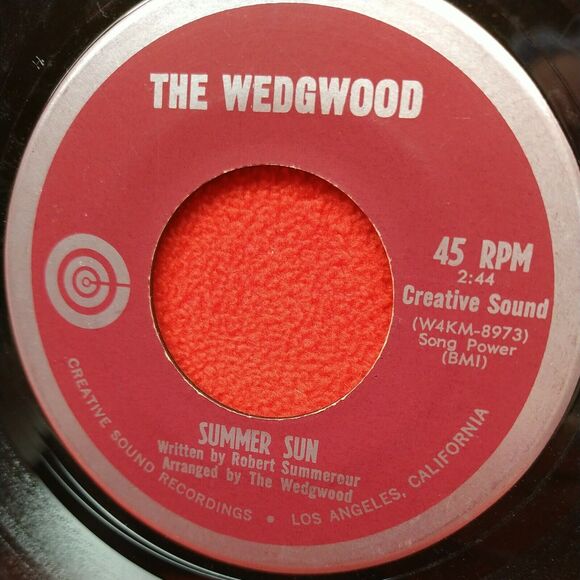 THE WEDGWOOD
45 RPM
2:44
Creative Sound
(W4KM-8973)
Song Power
(BMI)
SUMMER SUN
Written by Robert Summerour
Arranged by The Wedgwood
CREATIVE SOUND RECORDINGS • LOS ANGELES, CALIFORNIA